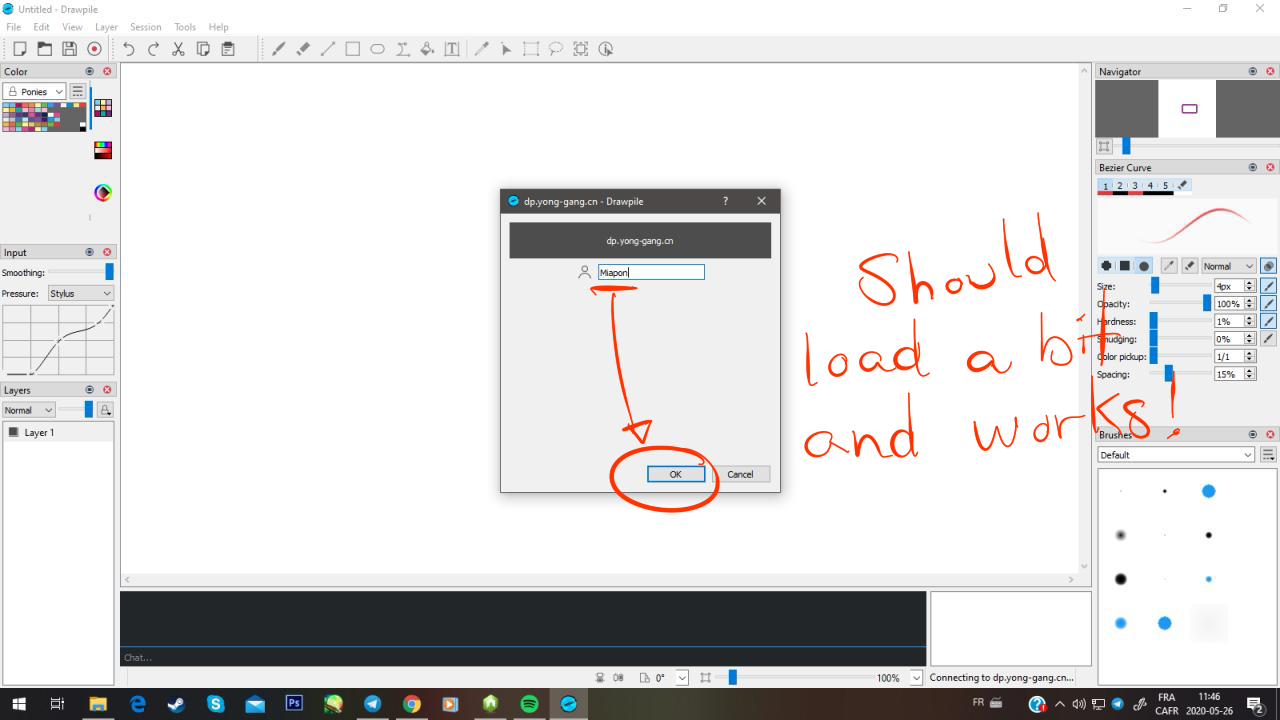 Untitled - Drawpile
File Edit View Layer Session Tools Help
Color
Ponies
Input
Smoothing:
Pressure: Stylus
Layers
Normal
Layer 1
dp.yong-gang.cn - Drawpile
?
dp.yong-gang.cn
Miapon
OK Cancel
Should
load a bit
and works!
Navigator
Bezier Curve
1 2 3 4 5
Normal
Size: 4px
Opacity: 100%
Hardness: 1%
Smudging: 0%
Color pickup: 1/1
Spacing: 15%
Brushes
Default
Chat...
0° 100% Connecting to dp.yong-gang.cn...
Ps
FR
FRA
CAFR
11:46
2020-05-26
2